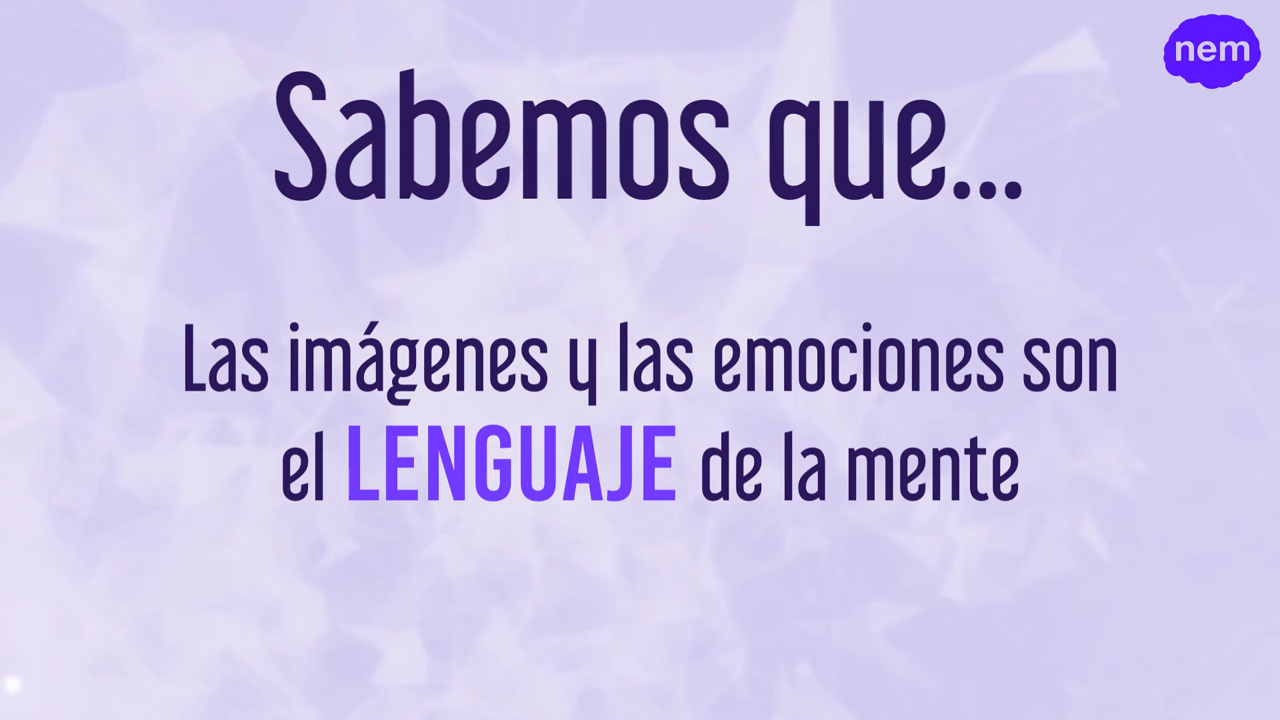 nem
Sabemos que...
Las imágenes y las emociones son
el LENGUAJE de la mente